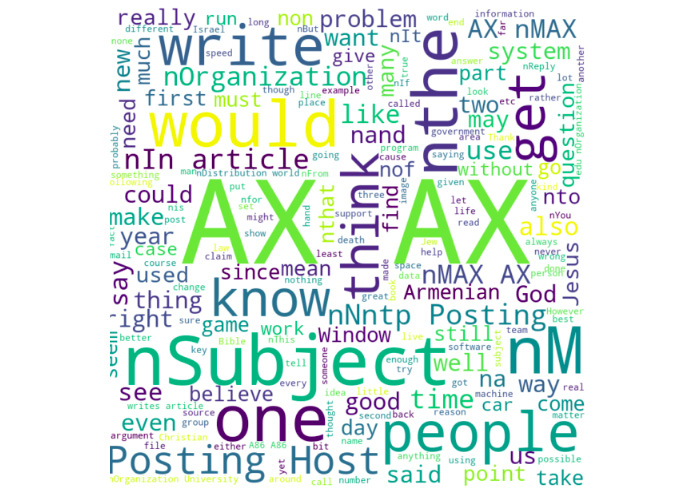 really run non problem want nIt AX nMAX
long Israel nBut
different word end information
none speed give many system
new much write nthe get
nOrganization part
first must like two may
need nand use question
would nof without go
think find also
nIn article
could nthat nto
AX AX
make year case
say used since mean nMAX AX
thing know Armenian God Jesus
right nNntp Posting
game work Window still
seem nSubject well nM
see na way
believe good time car come
even one day people us
Posting Host said point take
probably something following man nDistribution world nFrom
though line place example
other true nIf called etc
answer look nReply
far rather another lot
government area Thank
program saying cause
going put nfor set might show
hand three support death least
nis post mail course change claim Law
fact nothing
image given let life read
anyone kind edu nOrganization
nYou always never wrong done person
Jew help space data made great book
However best
better sure nThis Bible key tell every someone
live software team subject
enough try got machine real
writes article source group
idea little second back reason matter
argument Christian file either
A86 A86 bit name thought
anything using possible
nOrganization University around yet call number